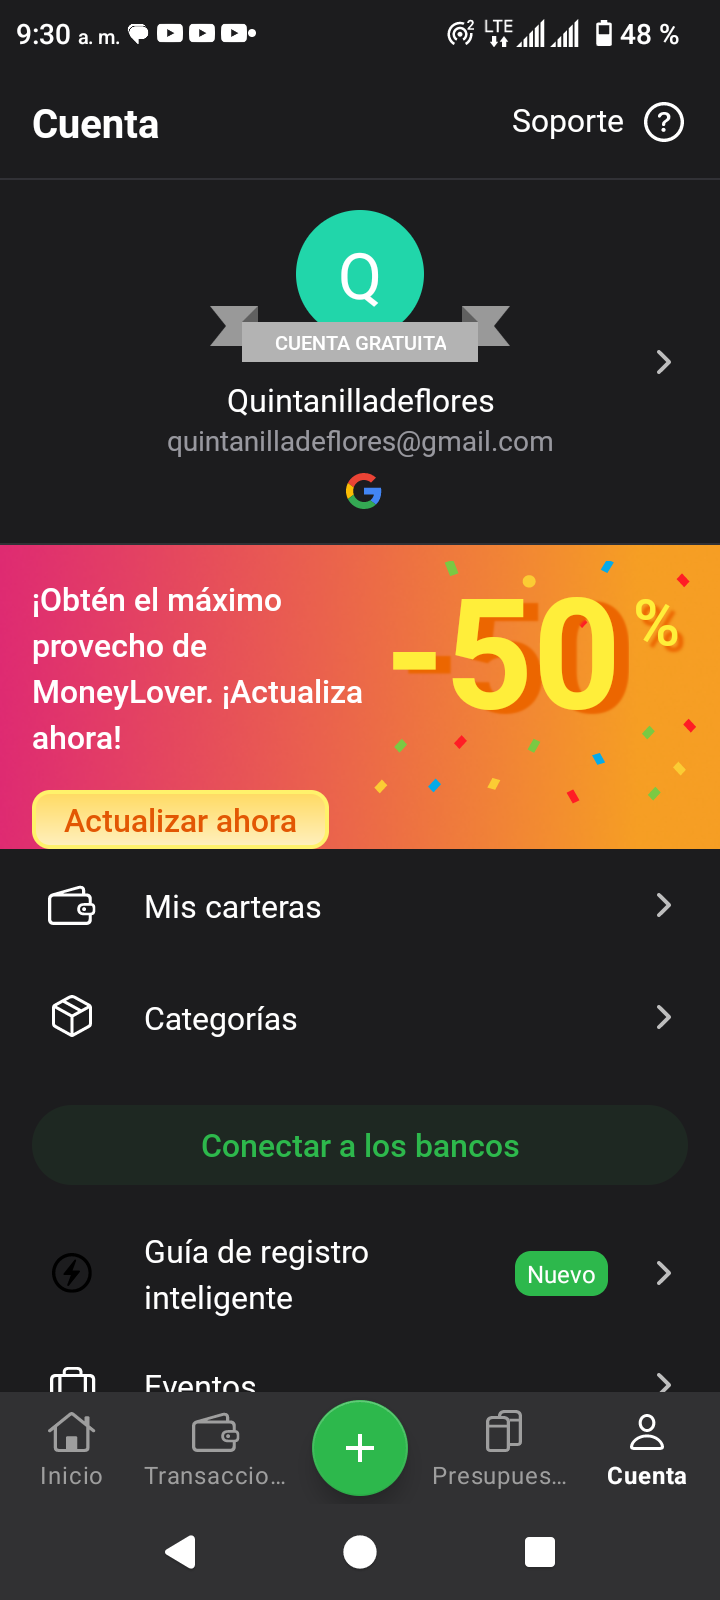 9:30 a. m.
2 LTE 48 %
Cuenta
Soporte ?
Q
CUENTA GRATUITA
Quintanilladeflores
quintanilladeflores@gmail.com
G
¡Obtén el máximo
provecho de
MoneyLover. ¡Actualiza
ahora!
-50 %
Actualizar ahora
Mis carteras
Categorías
Conectar a los bancos
Guía de registro
inteligente
Nuevo
Eventos
Inicio
Transaccio...
Presupues...
Cuenta